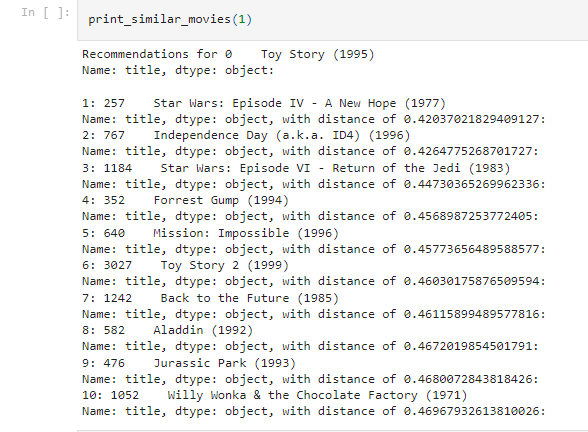 In [ ]: print_similar_movies(1)
Recommendations for 0    Toy Story (1995)
Name: title, dtype: object:
1: 257    Star Wars: Episode IV - A New Hope (1977)
Name: title, dtype: object, with distance of 0.42037021829409127:
2: 767    Independence Day (a.k.a. ID4) (1996)
Name: title, dtype: object, with distance of 0.4264775268701727:
3: 1184    Star Wars: Episode VI - Return of the Jedi (1983)
Name: title, dtype: object, with distance of 0.44730365269962336:
4: 352    Forrest Gump (1994)
Name: title, dtype: object, with distance of 0.4568987253772405:
5: 640    Mission: Impossible (1996)
Name: title, dtype: object, with distance of 0.45773656489588577:
6: 3027    Toy Story 2 (1999)
Name: title, dtype: object, with distance of 0.46030175876509594:
7: 1242    Back to the Future (1985)
Name: title, dtype: object, with distance of 0.46115899489577816:
8: 582    Aladdin (1992)
Name: title, dtype: object, with distance of 0.4672019854501791:
9: 476    Jurassic Park (1993)
Name: title, dtype: object, with distance of 0.4680072843818426:
10: 1052    Willy Wonka & the Chocolate Factory (1971)
Name: title, dtype: object, with distance of 0.46967932613810026: